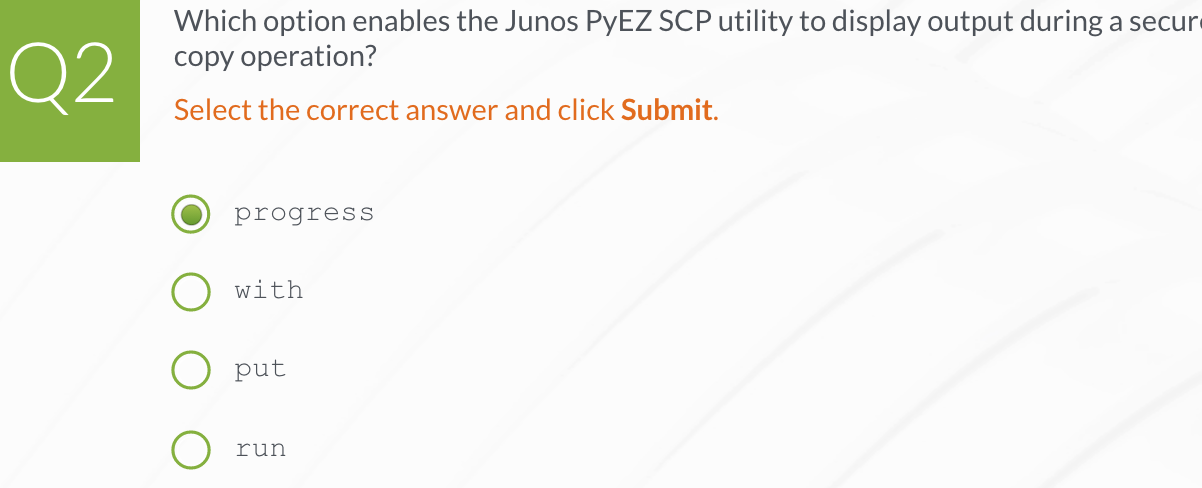 Q2
Which option enables the Junos PyEZ SCP utility to display output during a secure
copy operation?
Select the correct answer and click Submit.
progress
with
put
run